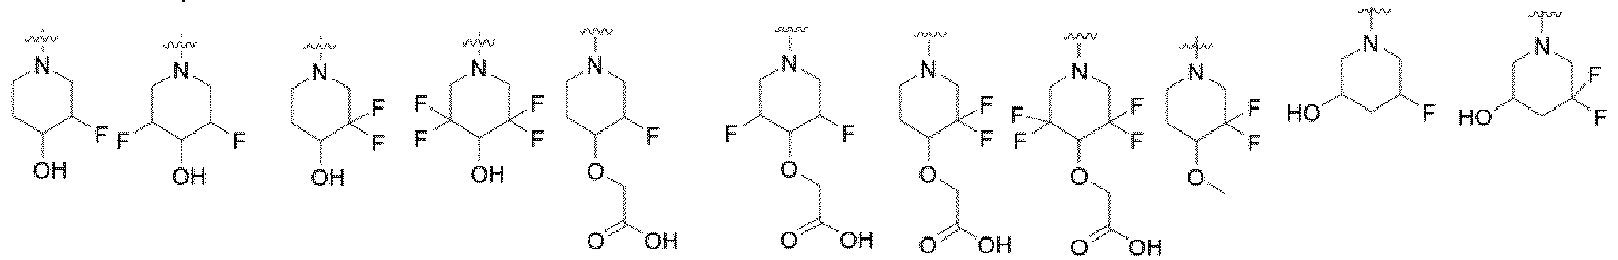 N F OH
N F F OH
N F F OH
N F F F F OH
N F O O OH
N F F O O OH
N F F O O OH
N F F F F O O OH
N F F O
N HO F
N F HO F